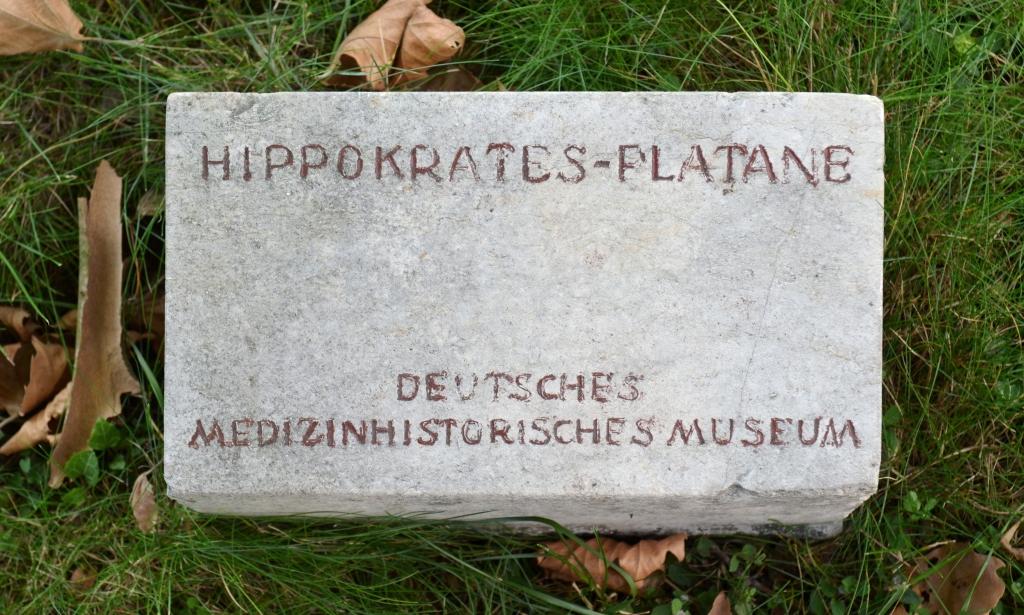 HIPPOKRATES-PLATANE
DEUTSCHES
MEDIZINHISTORISCHES MUSEUM